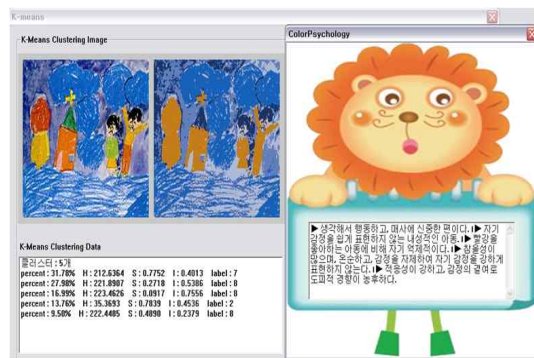 K-means
K-Means Clustering Image
K-Means Clustering Data
클러스터 : 5개
percent : 31.78% H : 212.6364 S : 0.7752 I : 0.4013 label : 7
percent : 27.98% H : 221.8907 S : 0.2718 I : 0.5386 label : 8
percent : 16.99% H : 223.4626 S : 0.0917 I : 0.7556 label : 8
percent : 13.76% H : 35.3693 S : 0.7839 I : 0.4536 label : 2
percent : 9.50% H : 222.4485 S : 0.4890 I : 0.2379 label : 8
ColorPsychology
▶ 생각해서 행동하고, 매사에 신중한 편이다. I▶ 자기
감정을 쉽게 표현하지 않는 내성적인 아동. I▶ 빨강을
좋아하는 아동에 비해 자기 억제적이다. I▶ 참을성이
많으며, 온순하고, 감정을 자제하여 자기 감정을 강하게
표현하지 않는다. I▶ 적응성이 강하고, 감정의 결여로
도피적 경향이 농후하다.